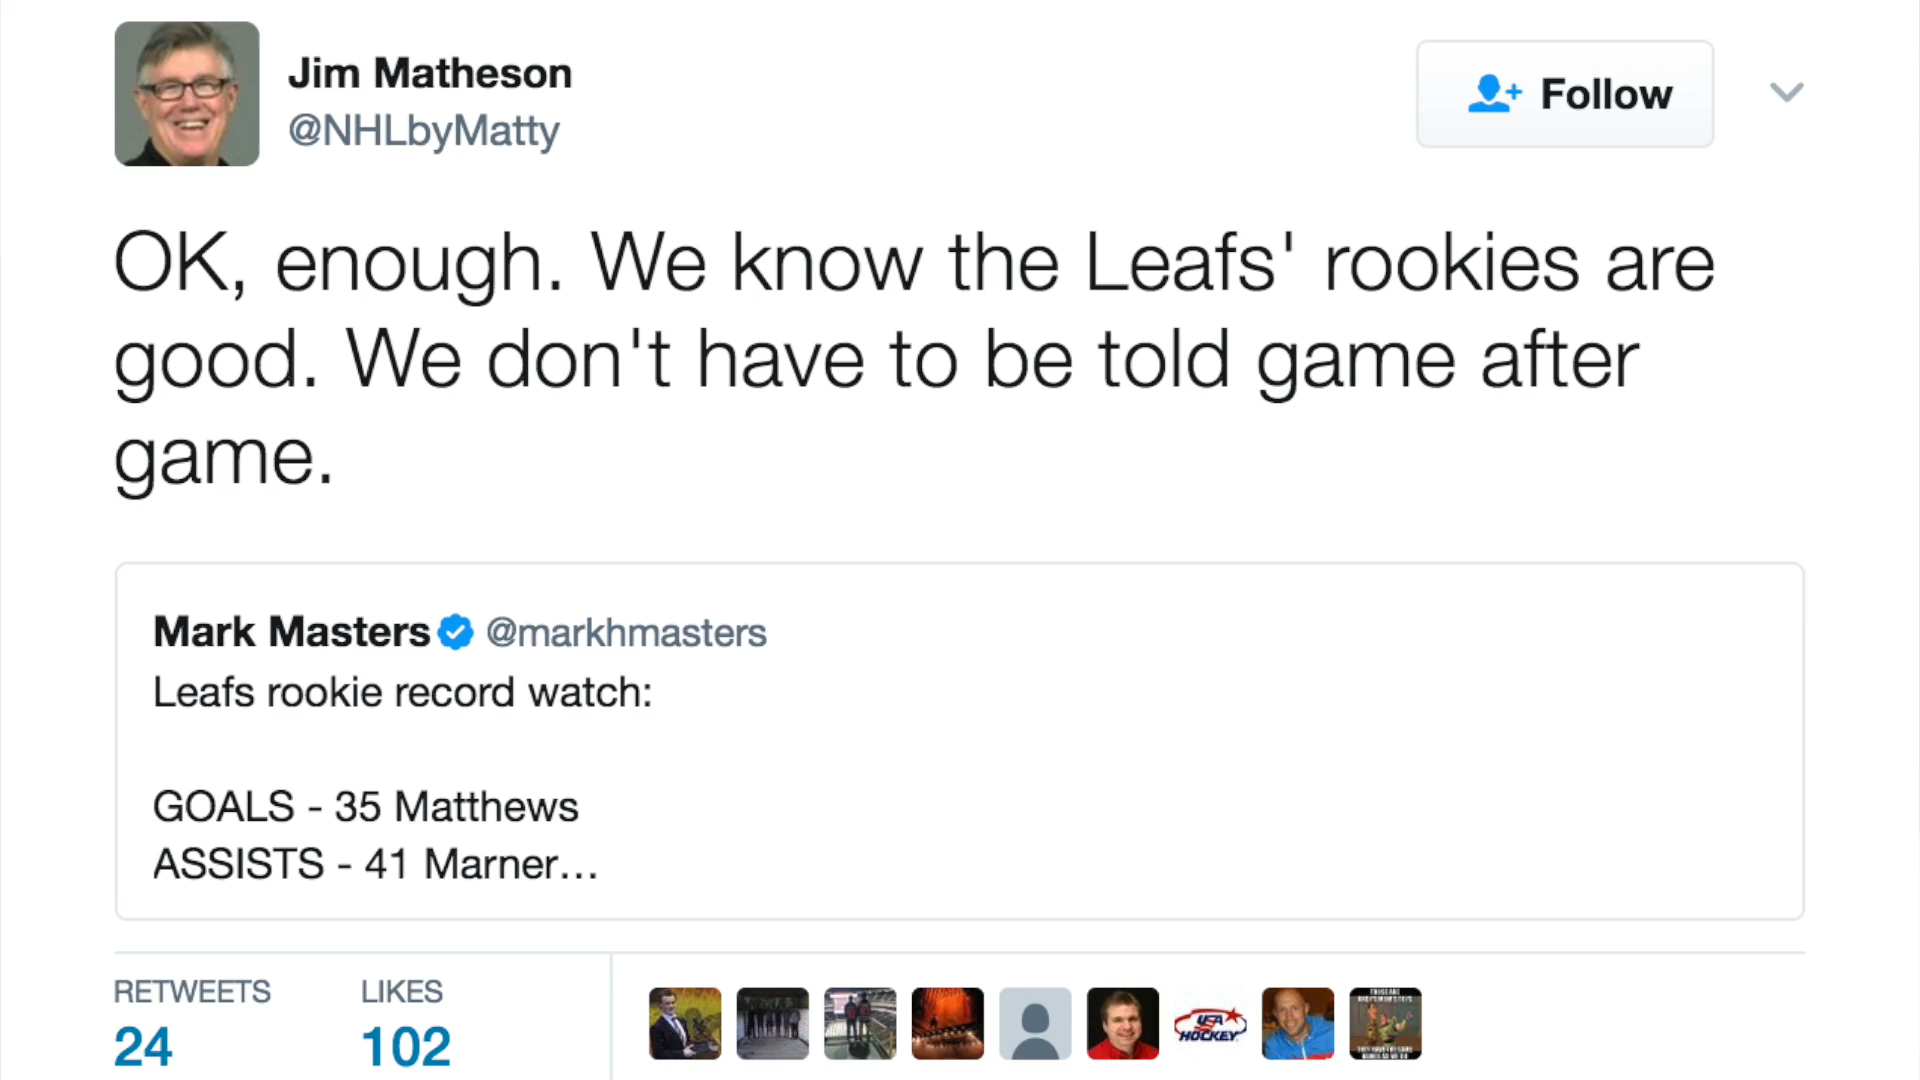 Jim Matheson
@NHLbyMatty
Follow
OK, enough. We know the Leafs' rookies are
good. We don't have to be told game after
game.
Mark Masters @markhmasters
Leafs rookie record watch:
GOALS - 35 Matthews
ASSISTS - 41 Marner…
RETWEETS LIKES
24 102
USA
HOCKEY